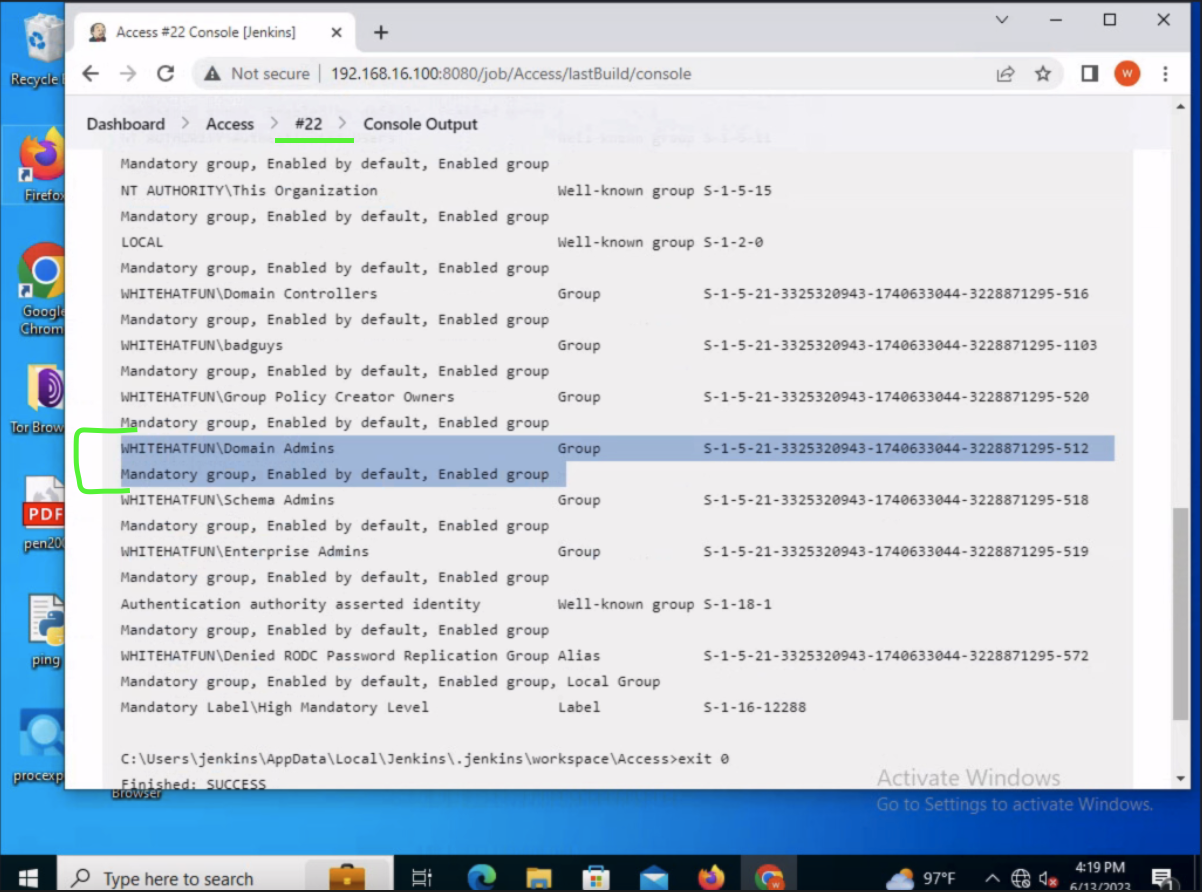 Recycle
Firefox
Google
Chrom
Tor Brow
PDF
pen20
ping
procexp
Browser
Access #22 Console [Jenkins]
Not secure | 192.168.16.100:8080/job/Access/lastBuild/console
W
Dashboard > Access > #22 > Console Output
Mandatory group, Enabled by default, Enabled group
NT AUTHORITY\This Organization Well-known group S-1-5-15
Mandatory group, Enabled by default, Enabled group
LOCAL Well-known group S-1-2-0
Mandatory group, Enabled by default, Enabled group
WHITEHATFUN\Domain Controllers Group S-1-5-21-3325320943-1740633044-3228871295-516
Mandatory group, Enabled by default, Enabled group
WHITEHATFUN\badguys Group S-1-5-21-3325320943-1740633044-3228871295-1103
Mandatory group, Enabled by default, Enabled group
WHITEHATFUN\Group Policy Creator Owners Group S-1-5-21-3325320943-1740633044-3228871295-520
Mandatory group, Enabled by default, Enabled group
WHITEHATFUN\Domain Admins Group S-1-5-21-3325320943-1740633044-3228871295-512
Mandatory group, Enabled by default, Enabled group
WHITEHATFUN\Schema Admins Group S-1-5-21-3325320943-1740633044-3228871295-518
Mandatory group, Enabled by default, Enabled group
WHITEHATFUN\Enterprise Admins Group S-1-5-21-3325320943-1740633044-3228871295-519
Mandatory group, Enabled by default, Enabled group
Authentication authority asserted identity Well-known group S-1-18-1
Mandatory group, Enabled by default, Enabled group
WHITEHATFUN\Denied RODC Password Replication Group Alias S-1-5-21-3325320943-1740633044-3228871295-572
Mandatory group, Enabled by default, Enabled group, Local Group
Mandatory Label\High Mandatory Level Label S-1-16-12288
C:\Users\jenkins\AppData\Local\Jenkins\.jenkins\workspace\Access>exit 0
Finished: SUCCESS
Activate Windows
Go to Settings to activate Windows.
Type here to search
97°F
4:19 PM
1